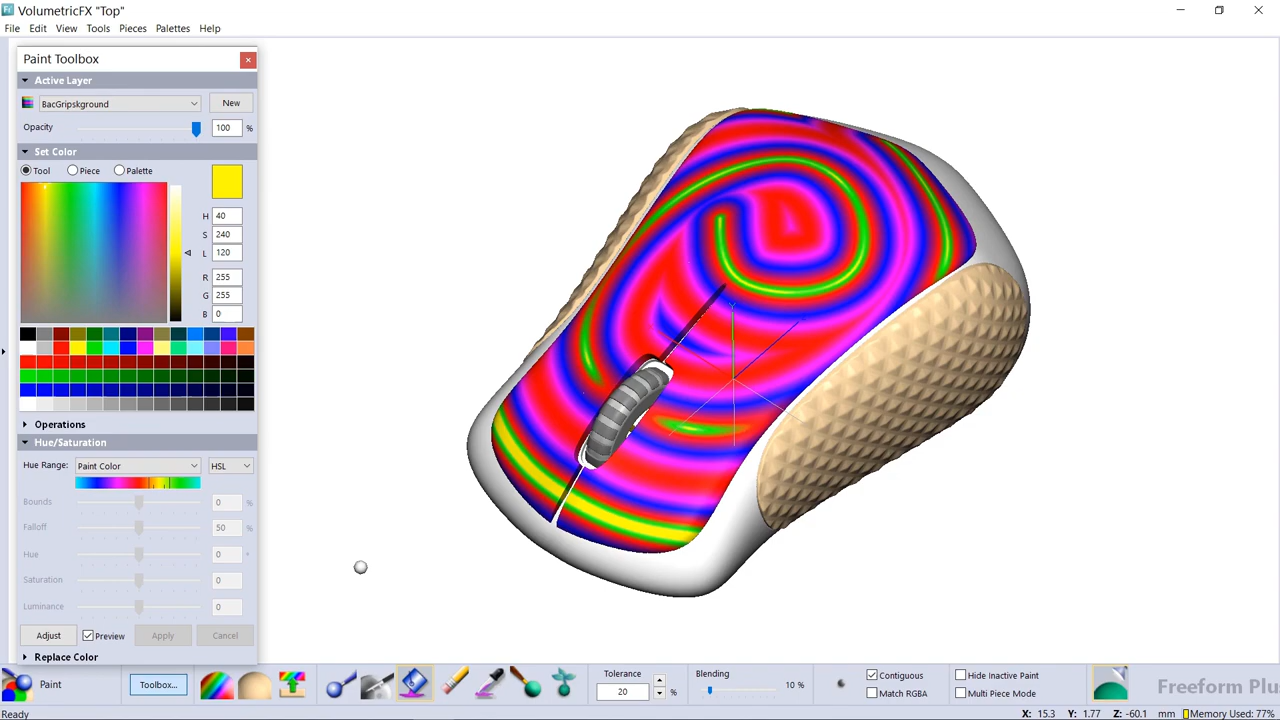 VolumetricFX "Top"
File Edit View Tools Pieces Palettes Help
Paint Toolbox
Active Layer
BacGripskground New
Opacity 100 %
Set Color
Tool Piece Palette
H 40
S 240
L 120
R 255
G 255
B 0
Operations
Hue/Saturation
Hue Range: Paint Color HSL
Bounds 0 %
Falloff 50 %
Hue 0 °
Saturation 0
Luminance 0
Adjust Preview Apply Cancel
Replace Color
Paint Toolbox... Tolerance 20 % Blending 10 % Contiguous Hide Inactive Paint
Match RGBA Multi Piece Mode
Freeform Plu
Ready X: 15.3 Y: 1.77 Z: -60.1 mm Memory Used: 77%